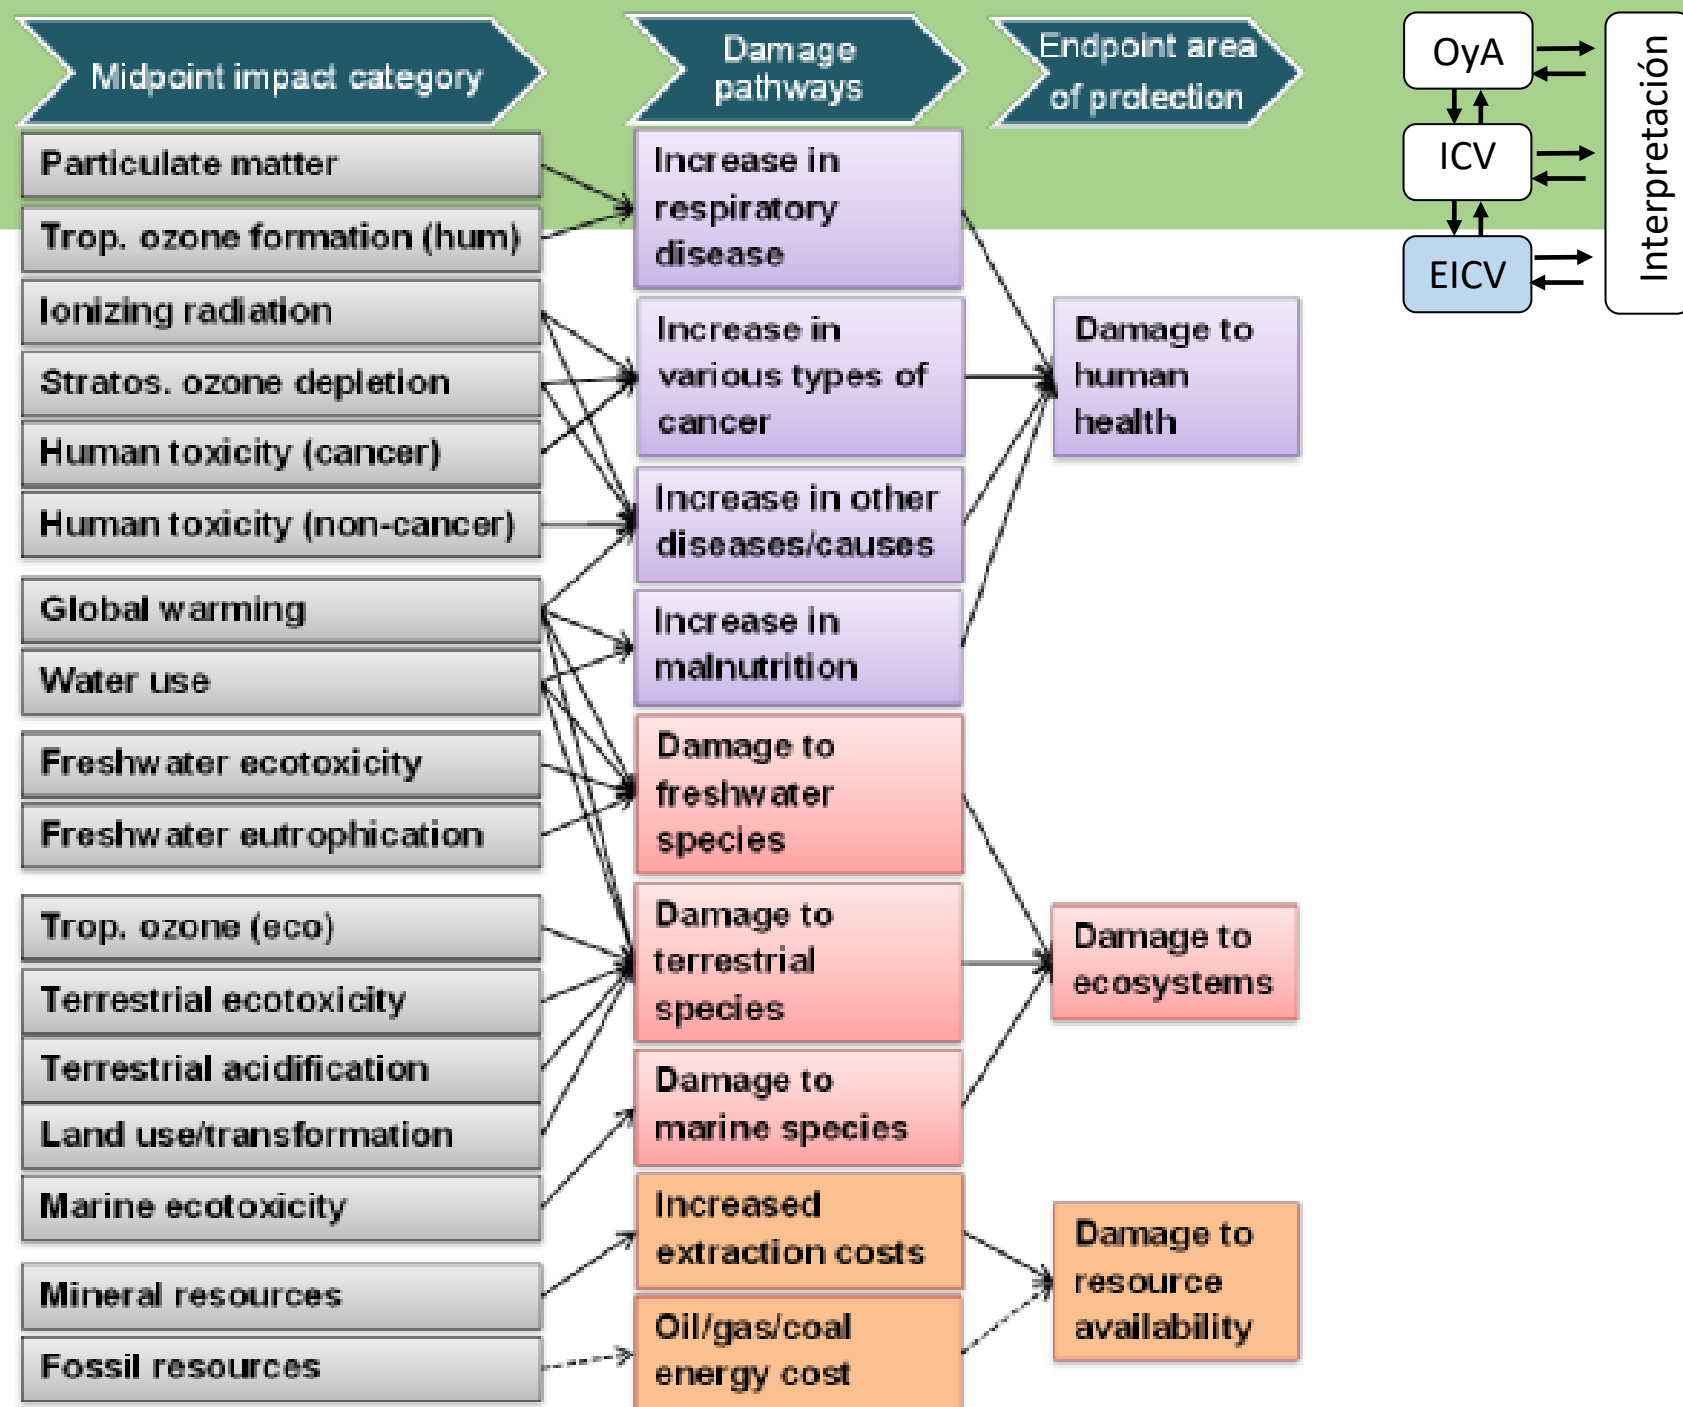 Midpoint impact category
Damage
pathways
Endpoint area
of protection
OyA
ICV
EICV
Interpretación
Particulate matter
Trop. ozone formation (hum)
Ionizing radiation
Stratos. ozone depletion
Human toxicity (cancer)
Human toxicity (non-cancer)
Global warming
Water use
Freshwater ecotoxicity
Freshwater eutrophication
Trop. ozone (eco)
Terrestrial ecotoxicity
Terrestrial acidification
Land use/transformation
Marine ecotoxicity
Mineral resources
Fossil resources
Increase in
respiratory
disease
Increase in
various types of
cancer
Increase in other
diseases/causes
Increase in
malnutrition
Damage to
freshwater
species
Damage to
terrestrial
species
Damage to
marine species
Increased
extraction costs
Oil/gas/coal
energy cost
Damage to
human
health
Damage to
ecosystems
Damage to
resource
availability